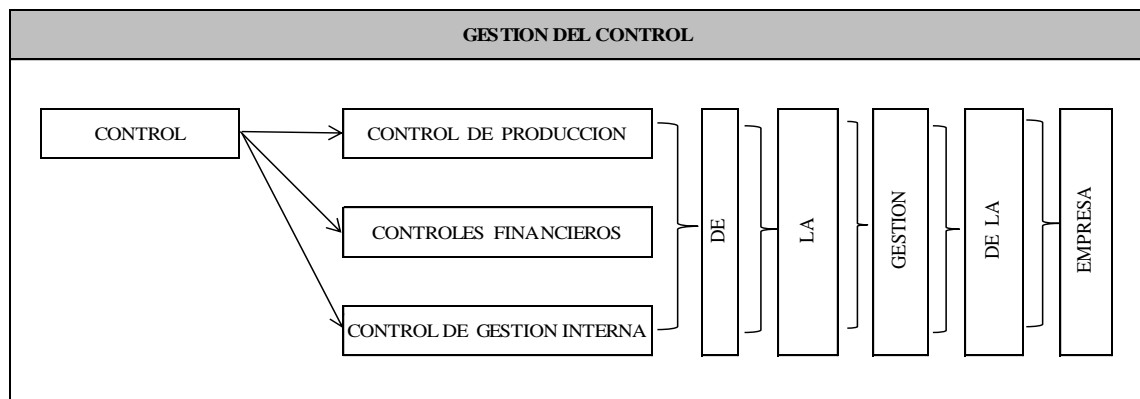 GESTION DEL CONTROL
CONTROL
CONTROL DE PRODUCCION
CONTROLES FINANCIEROS
CONTROL DE GESTION INTERNA
DE
LA
GESTION
DE LA
EMPRESA